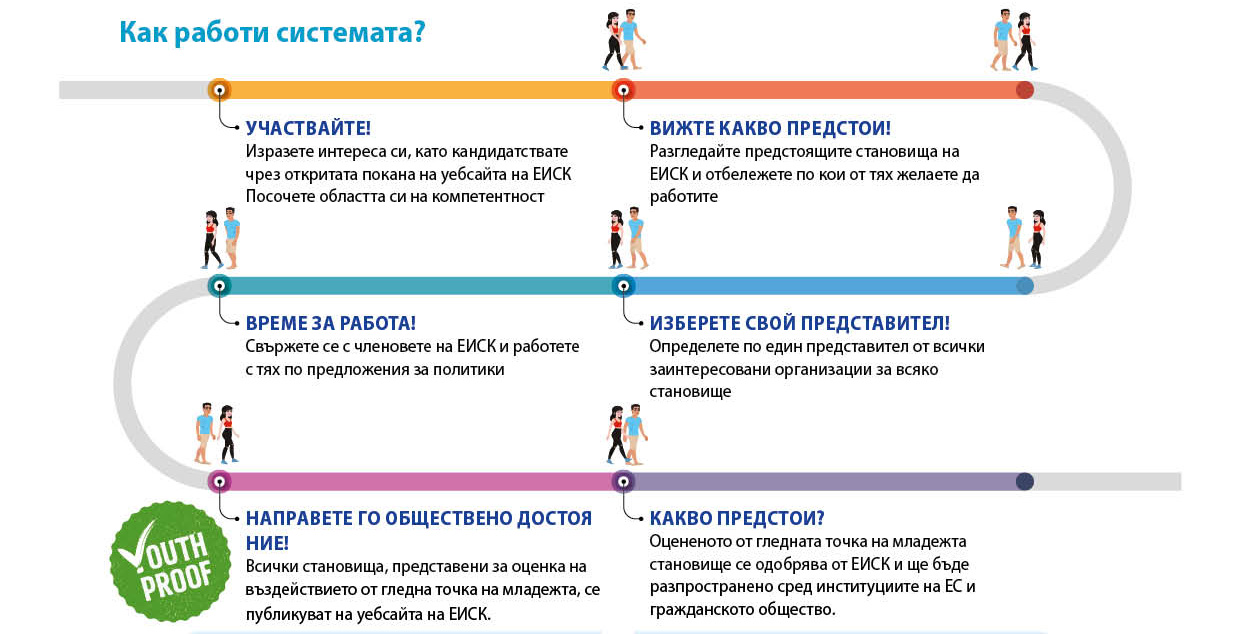 Как работи системата?
УЧАСТВАЙТЕ!
Изразете интереса си, като кандидатствате
чрез откритата покана на уебсайта на ЕИСК
Посочете областта си на компетентност
ВИЖТЕ КАКВО ПРЕДСТОИ!
Разгледайте предстоящите становища на
ЕИСК и отбележете по кои от тях желаете да
работите
ИЗБЕРЕТЕ СВОЙ ПРЕДСТАВИТЕЛ!
Определете по един представител от всички
заинтересовани организации за всяко
становище
ВРЕМЕ ЗА РАБОТА!
Свържете се с членовете на ЕИСК и работете
с тях по предложения за политики
НАПРАВЕТЕ ГО ОБЩЕСТВЕНО ДОСТОЯ
НИЕ!
Всички становища, представени за оценка на
въздействието от гледна точка на младежта, се
публикуват на уебсайта на ЕИСК.
КАКВО ПРЕДСТОИ?
Оцененото от гледната точка на младежта
становище се одобрява от ЕИСК и ще бъде
разпространено сред институциите на ЕС и
гражданското общество.
YOUTH
PROOF